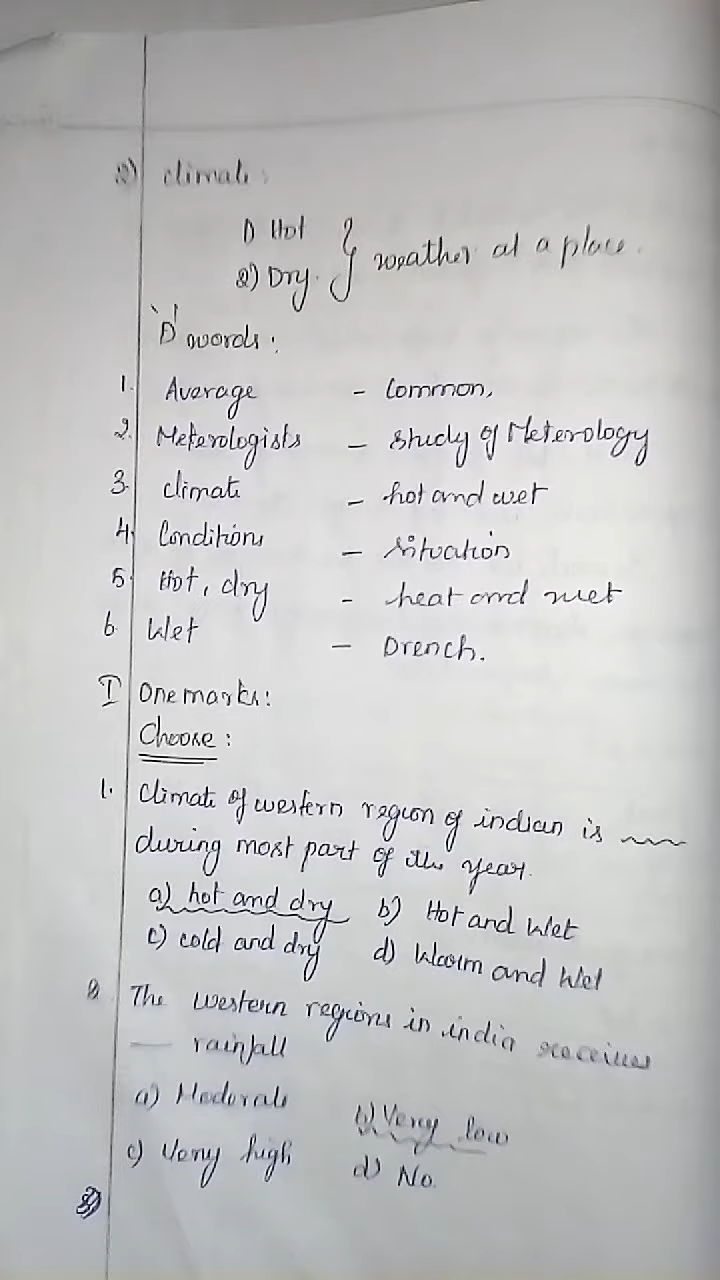 2) climate:
1) Hot
2) Dry. } weather at a place.
'D' words:
1. Average - Common,
2. Meterologists - study of Meterology
3. climate - hot and wet
4. Conditions - situation
5. Hot, dry - heat and met
6 Wet - Drench.
I One marks:
Choose:
1. Climate of western region of indian is ~~~
during most part of the year.
a) hot and dry b) Hot and Wet
c) cold and dry d) Warm and Wet
2. The western regions in india receives
— rainfall
a) Moderate b) Very low
c) Very high d) No.
3)